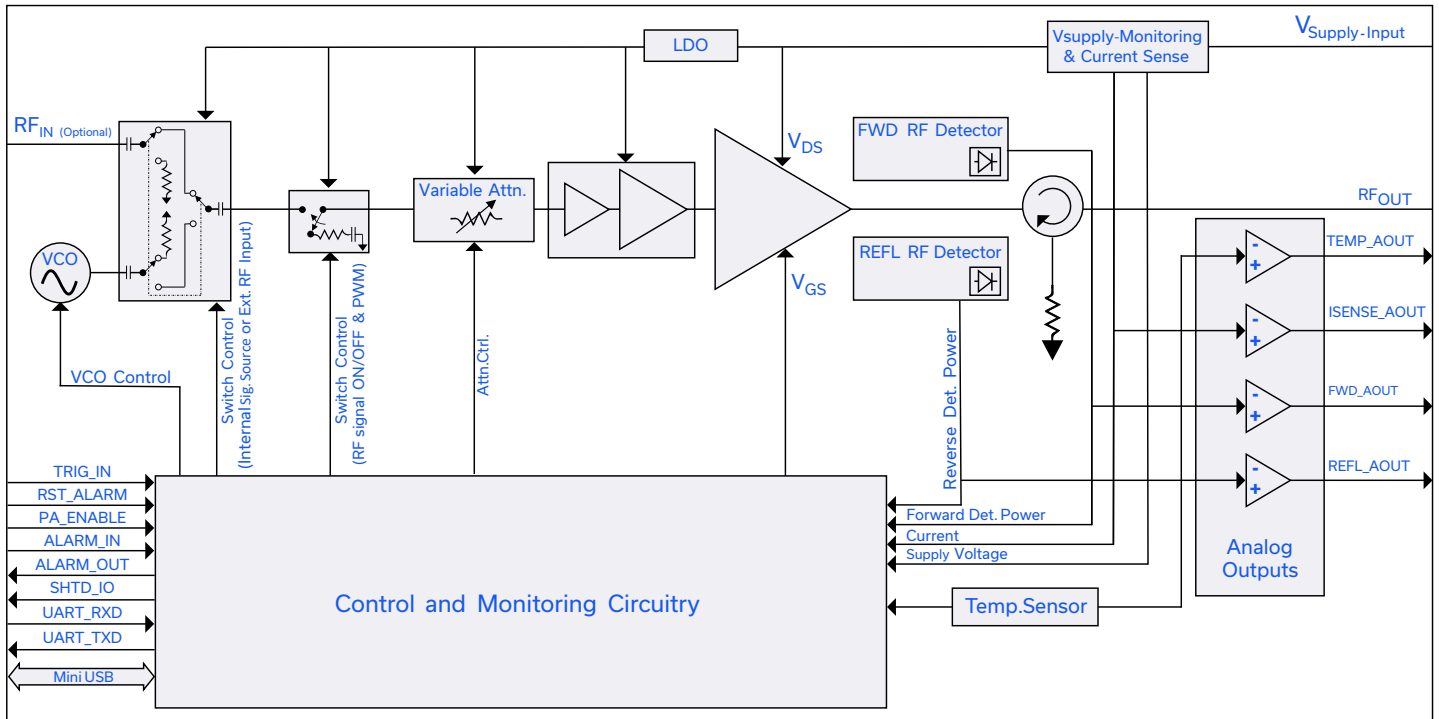 LDO
Vsupply-Monitoring
& Current Sense
VSupply-Input
RFIN (Optional)
VDS
FWD RF Detector
Variable Attn.
RFOUT
VCO
REFL RF Detector
VGS
- +
TEMP_AOUT
- +
ISENSE_AOUT
- +
FWD_AOUT
- +
REFL_AOUT
Analog
Outputs
VCO Control
Switch Control
(Internal Sig. Source or Ext. RF Input)
Switch Control
(RF signal ON/OFF & PWM)
Attn.Ctrl.
Reverse Det. Power
Forward Det. Power
Current
Supply Voltage
Temp.Sensor
TRIG_IN
RST_ALARM
PA_ENABLE
ALARM_IN
ALARM_OUT
SHTD_IO
UART_RXD
UART_TXD
Mini USB
Control and Monitoring Circuitry